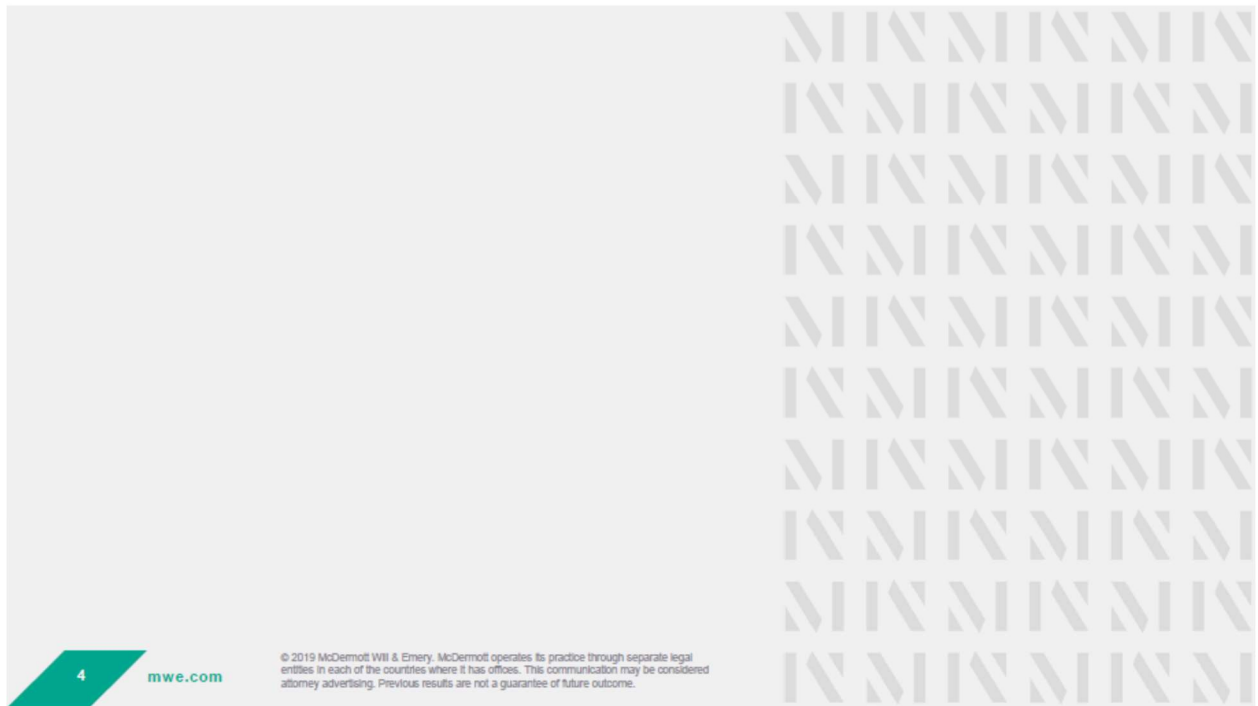 4
mwe.com
© 2019 McDermott Will & Emery. McDermott operates its practice through separate legal
entities in each of the countries where it has offices. This communication may be considered
attorney advertising. Previous results are not a guarantee of future outcome.